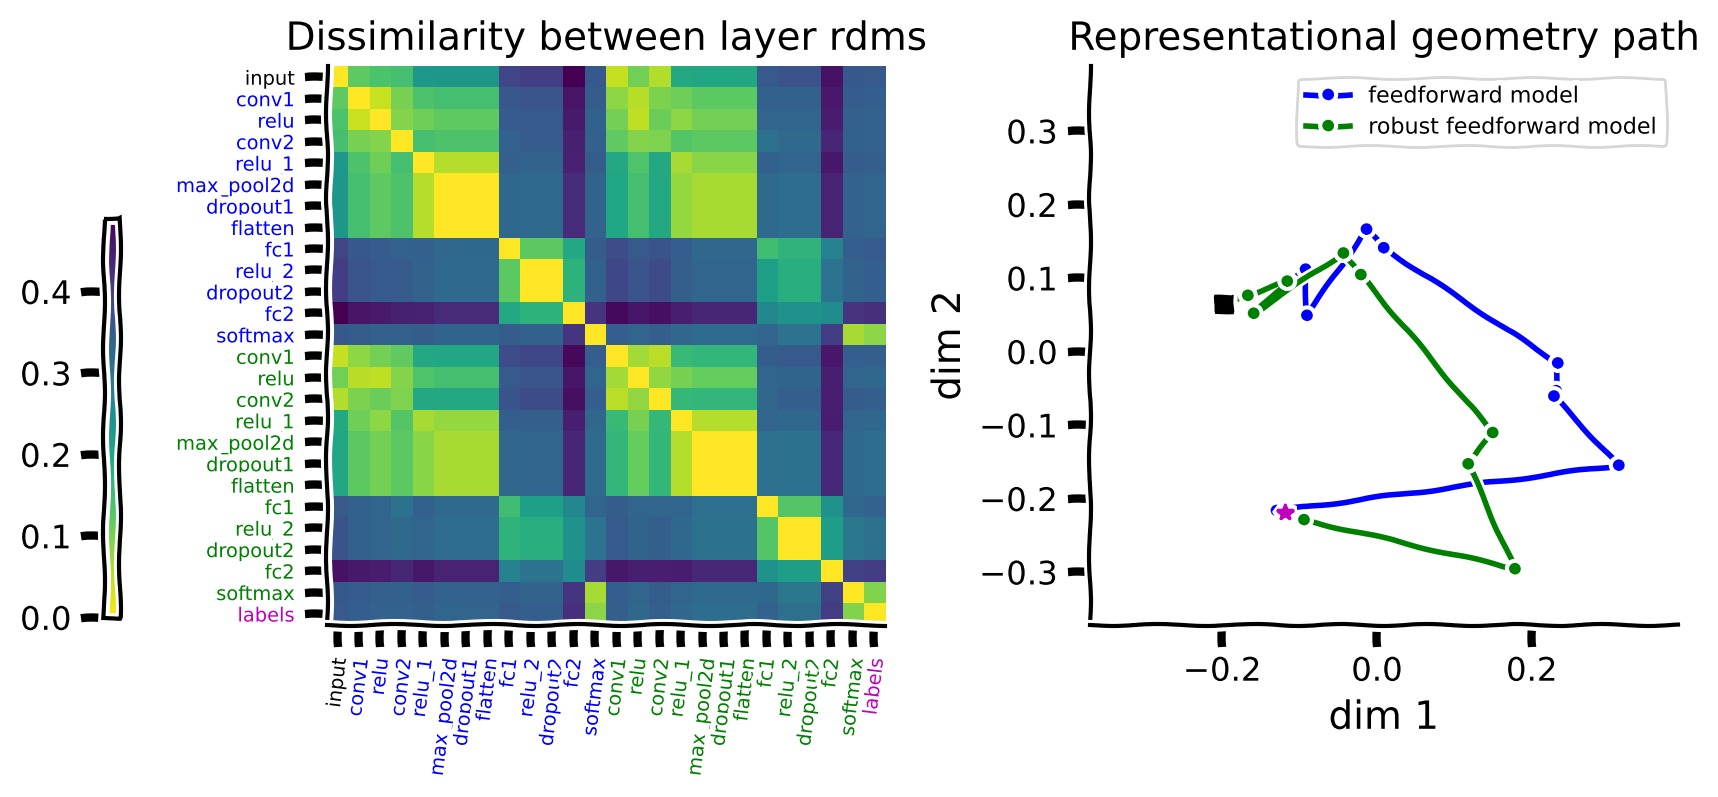 Dissimilarity between layer rdms
input
conv1
relu
conv2
relu_1
max_pool2d
dropout1
flatten
fc1
relu_2
dropout2
fc2
softmax
conv1
relu
conv2
relu_1
max_pool2d
dropout1
flatten
fc1
relu_2
dropout2
fc2
softmax
labels
0.4
0.3
0.2
0.1
0.0
input
conv1
relu
conv2
relu_1
max_pool2d
dropout1
flatten
fc1
relu_2
dropout2
fc2
softmax
conv1
relu
conv2
relu_1
max_pool2d
dropout1
flatten
fc1
relu_2
dropout2
fc2
softmax
labels
Representational geometry path
feedforward model
robust feedforward model
dim 2
0.3
0.2
0.1
0.0
−0.1
−0.2
−0.3
−0.2
0.0
0.2
dim 1